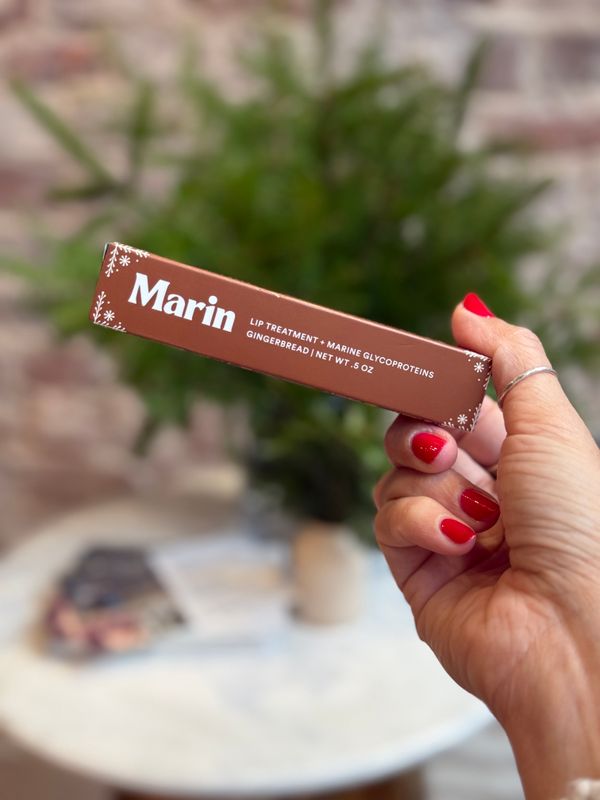 Marin
LIP TREATMENT + MARINE GLYCOPROTEINS
GINGERBREAD | NET WT .5 OZ